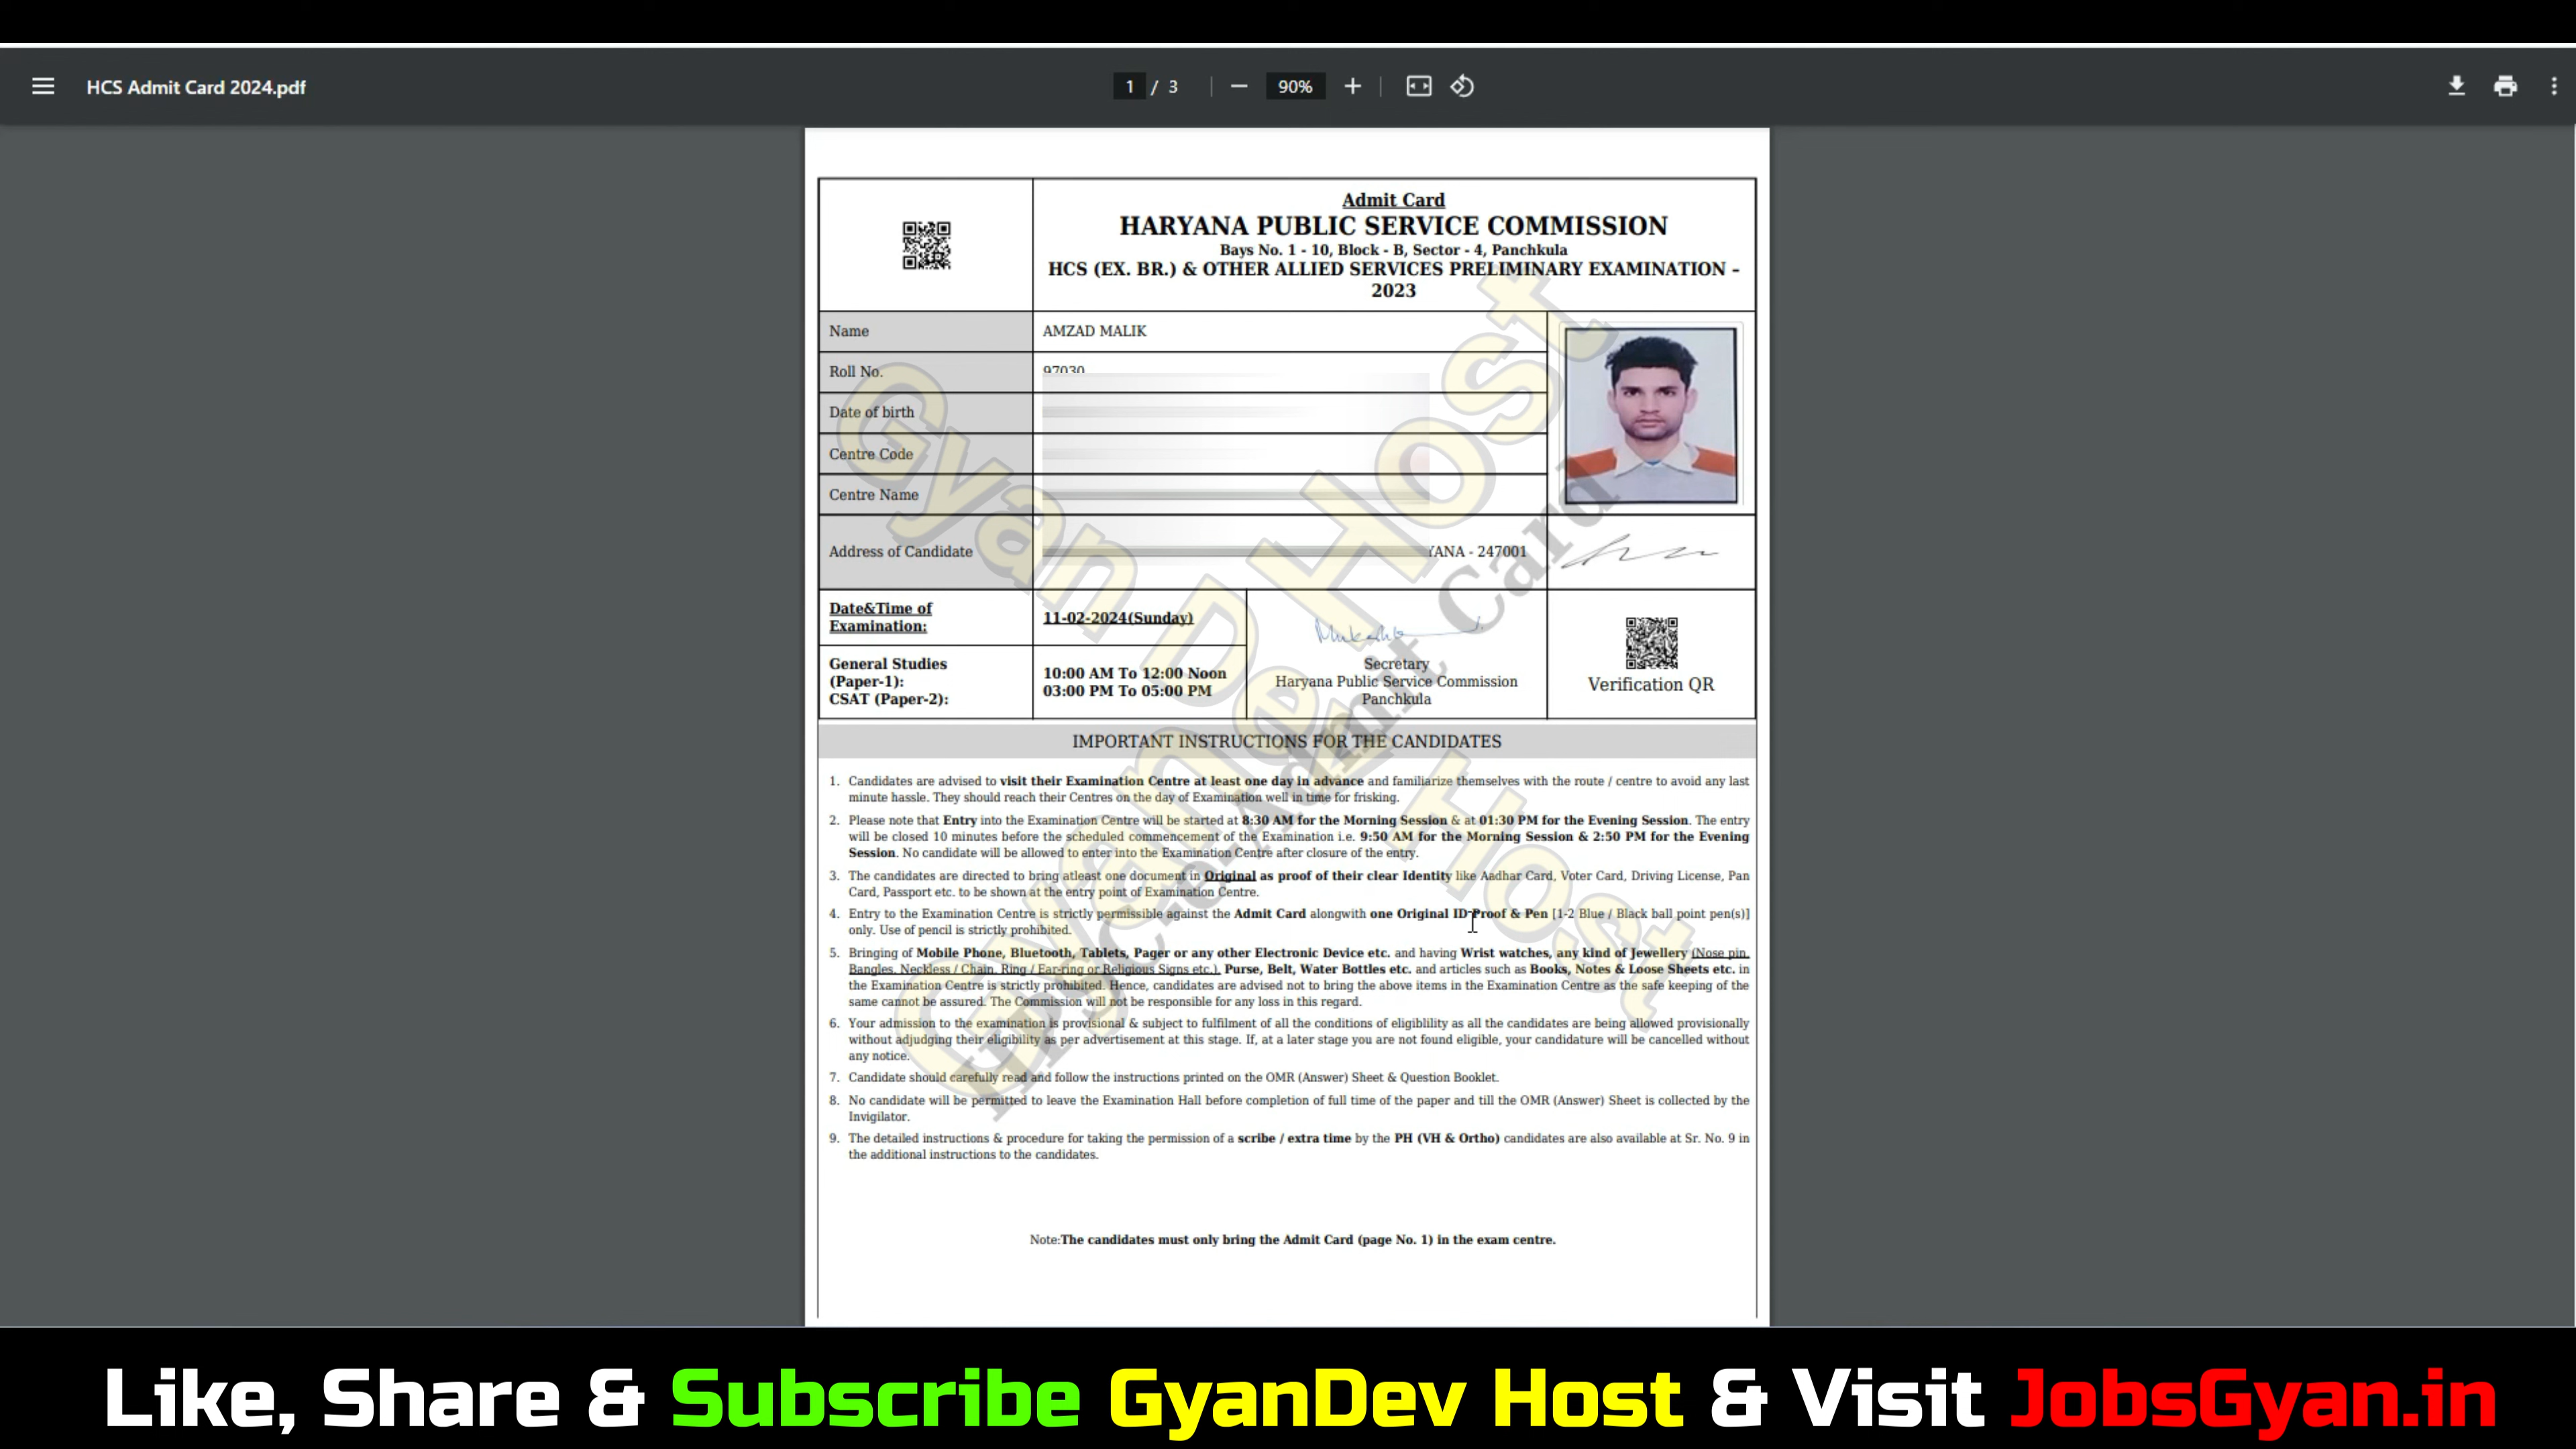 HCS Admit Card 2024.pdf
1 / 3
90%
Admit Card
HARYANA PUBLIC SERVICE COMMISSION
Bays No. 1 - 10, Block - B, Sector - 4, Panchkula
HCS (EX. BR.) & OTHER ALLIED SERVICES PRELIMINARY EXAMINATION –
2023
Name
AMZAD MALIK
Roll No.
97030
Date of birth
Centre Code
Centre Name
Address of Candidate
YANA - 247001
Date&Time of
Examination:
11-02-2024(Sunday)
General Studies
(Paper-1):
CSAT (Paper-2):
10:00 AM To 12:00 Noon
03:00 PM To 05:00 PM
Secretary
Haryana Public Service Commission
Panchkula
Verification QR
IMPORTANT INSTRUCTIONS FOR THE CANDIDATES
1. Candidates are advised to visit their Examination Centre at least one day in advance and familiarize themselves with the route / centre to avoid any last
minute hassle. They should reach their Centres on the day of Examination well in time for frisking.
2. Please note that Entry into the Examination Centre will be started at 8:30 AM for the Morning Session & at 01:30 PM for the Evening Session. The entry
will be closed 10 minutes before the scheduled commencement of the Examination i.e. 9:50 AM for the Morning Session & 2:50 PM for the Evening
Session. No candidate will be allowed to enter into the Examination Centre after closure of the entry.
3. The candidates are directed to bring atleast one document in Original as proof of their clear Identity like Aadhar Card, Voter Card, Driving License, Pan
Card, Passport etc. to be shown at the entry point of Examination Centre.
4. Entry to the Examination Centre is strictly permissible against the Admit Card alongwith one Original ID Proof & Pen [1-2 Blue / Black ball point pen(s)]
only. Use of pencil is strictly prohibited.
5. Bringing of Mobile Phone, Bluetooth, Tablets, Pager or any other Electronic Device etc. and having Wrist watches, any kind of Jewellery (Nose pin,
Bangles, Neckless / Chain, Ring / Ear-ring or Religious Signs etc.), Purse, Belt, Water Bottles etc. and articles such as Books, Notes & Loose Sheets etc. in
the Examination Centre is strictly prohibited. Hence, candidates are advised not to bring the above items in the Examination Centre as the safe keeping of the
same cannot be assured. The Commission will not be responsible for any loss in this regard.
6. Your admission to the examination is provisional & subject to fulfilment of all the conditions of eligiblility as all the candidates are being allowed provisionally
without adjudging their eligibility as per advertisement at this stage. If, at a later stage you are not found eligible, your candidature will be cancelled without
any notice.
7. Candidate should carefully read and follow the instructions printed on the OMR (Answer) Sheet & Question Booklet.
8. No candidate will be permitted to leave the Examination Hall before completion of full time of the paper and till the OMR (Answer) Sheet is collected by the
Invigilator.
9. The detailed instructions & procedure for taking the permission of a scribe / extra time by the PH (VH & Ortho) candidates are also available at Sr. No. 9 in
the additional instructions to the candidates.
Note:The candidates must only bring the Admit Card (page No. 1) in the exam centre.
Gyan Dev Host
GyanDev Host
HPSC-e-Admit Card
Like, Share & Subscribe GyanDev Host & Visit JobsGyan.in